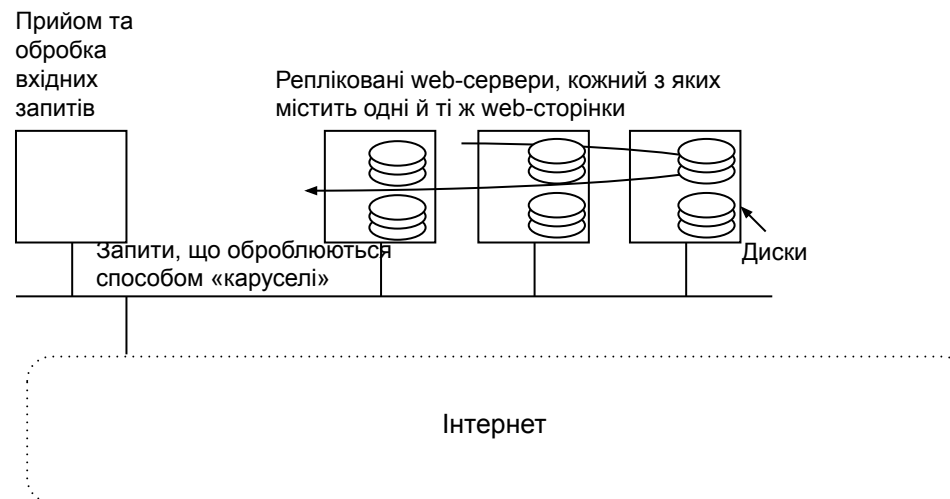 Прийом та
обробка
вхідних
запитів
Репліковані web-сервери, кожний з яких
містить одні й ті ж web-сторінки
Запити, що оброблюються
способом «каруселі»
Диски
Інтернет